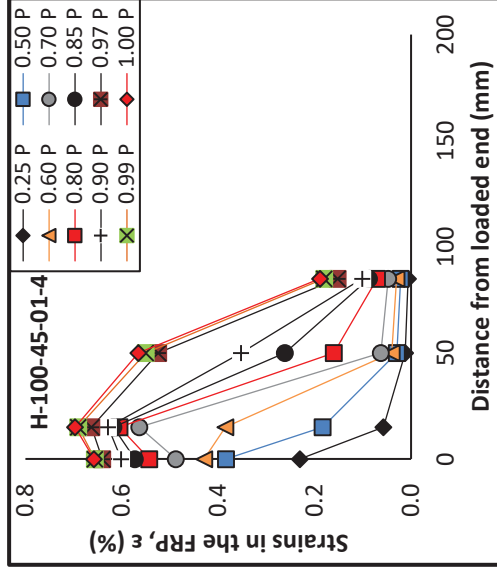 H-100-45-01-4
0.25 P
0.50 P
0.60 P
0.70 P
0.80 P
0.85 P
0.90 P
0.97 P
0.99 P
1.00 P
Strains in the FRP, ε (%)
0.8
0.6
0.4
0.2
0.0
0
50
100
150
200
Distance from loaded end (mm)